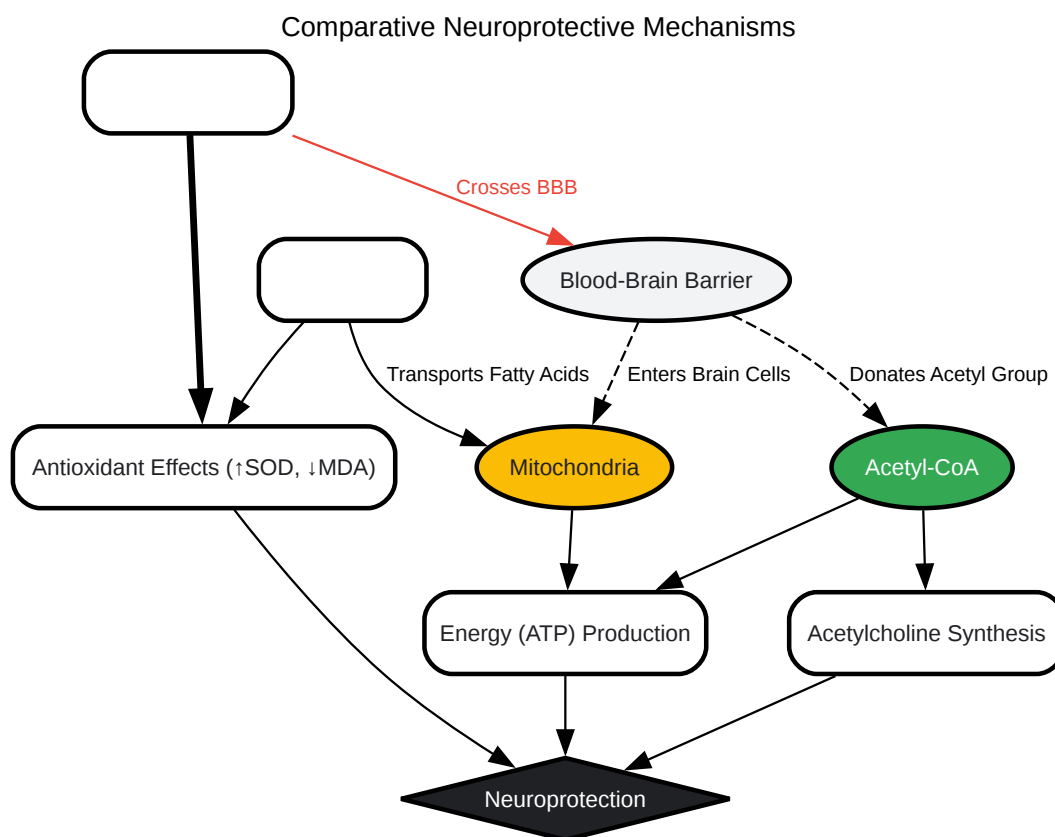 Comparative Neuroprotective Mechanisms
Crosses BBB
Blood-Brain Barrier
Transports Fatty Acids
Enters Brain Cells
Donates Acetyl Group
Antioxidant Effects (↑SOD, ↓MDA)
Mitochondria
Acetyl-CoA
Energy (ATP) Production
Acetylcholine Synthesis
Neuroprotection